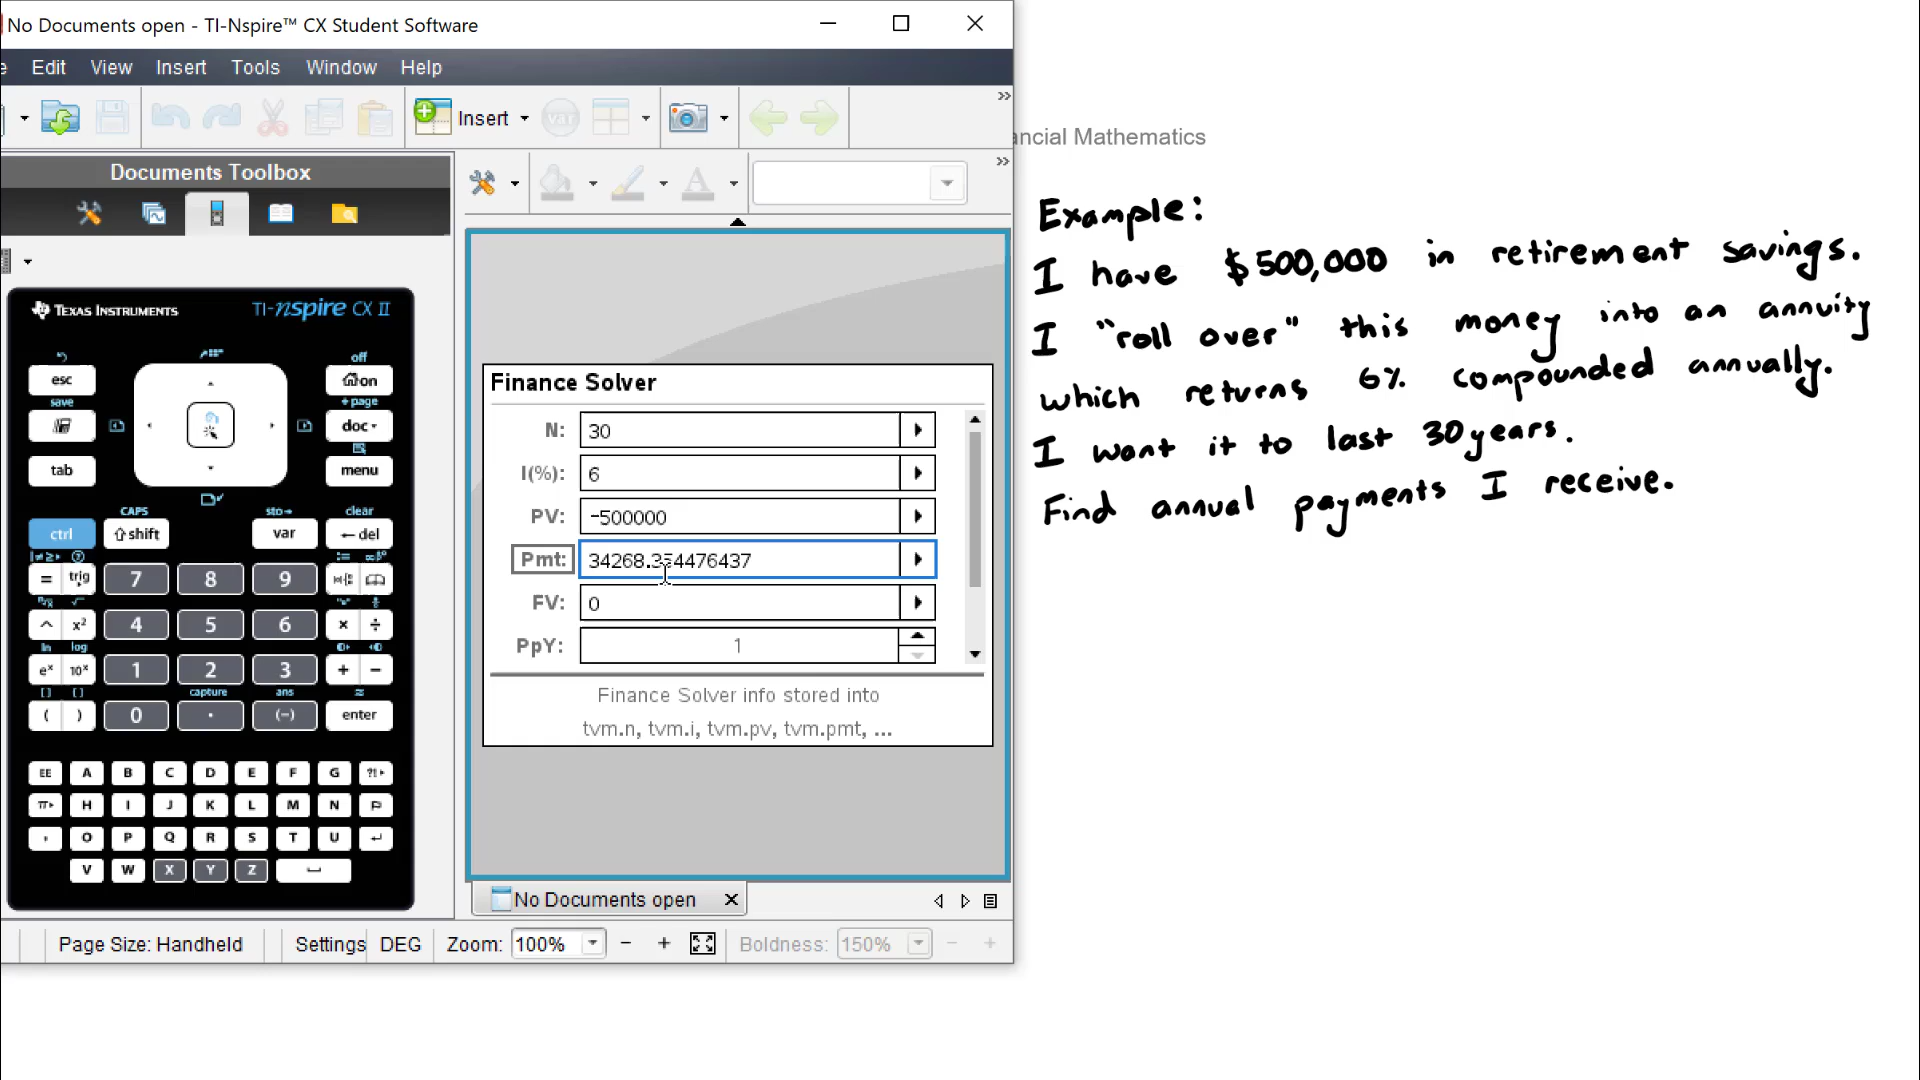 No Documents open - TI-Nspire™ CX Student Software
Edit View Insert Tools Window Help
Insert
Documents Toolbox
TEXAS INSTRUMENTS TI-nspire CX II
off
esc on
save + page
doc
tab menu
CAPS sto→ clear
ctrl shift var ←del
= trig 7 8 9
√
^ x² 4 5 6 × ÷
ln log
eˣ 10ˣ 1 2 3 + −
[ ] { } capture ans ≈
( ) 0 . (−) enter
EE A B C D E F G ?!▸
π▸ H I J K L M N
, O P Q R S T U ↵
V W X Y Z
A
Finance Solver
N: 30
I(%): 6
PV: -500000
Pmt: 34268.354476437
FV: 0
PpY: 1
Finance Solver info stored into
tvm.n, tvm.i, tvm.pv, tvm.pmt, ...
No Documents open
Page Size: Handheld Settings DEG Zoom: 100% − + Boldness: 150% − +
ancial Mathematics
Example:
I have $500,000 in retirement savings.
I "roll over" this money into an annuity
which returns 6% compounded annually.
I want it to last 30 years.
Find annual payments I receive.